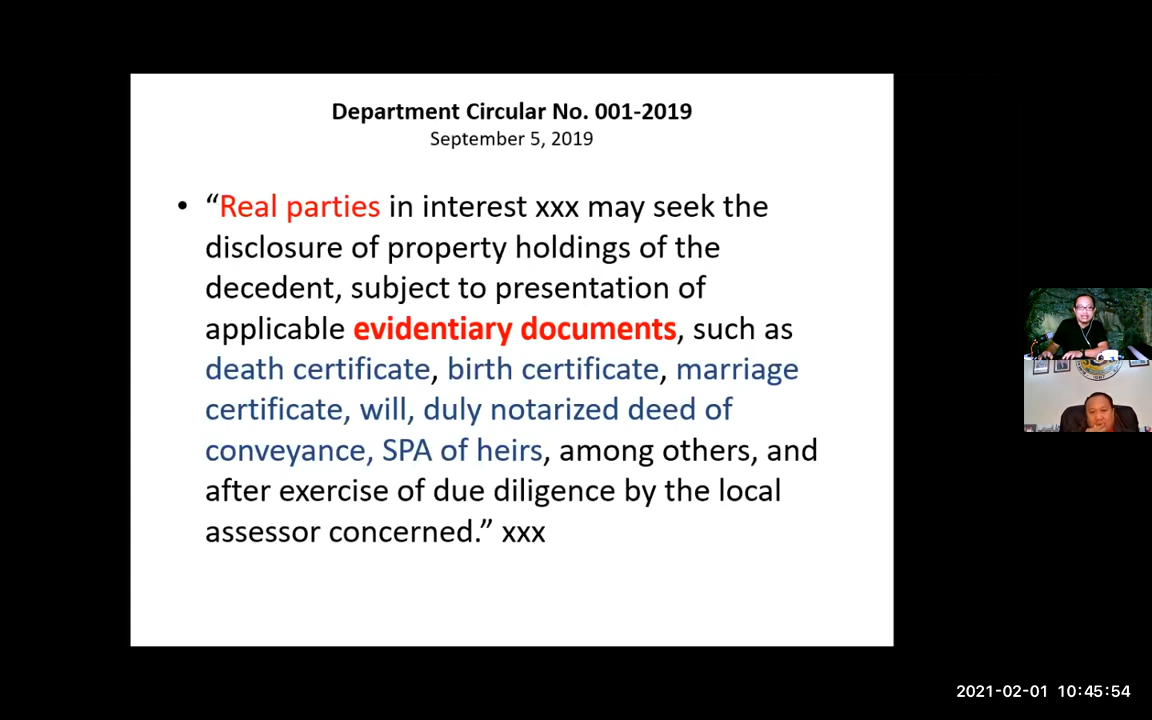 Department Circular No. 001-2019
September 5, 2019
• “Real parties in interest xxx may seek the
disclosure of property holdings of the
decedent, subject to presentation of
applicable evidentiary documents, such as
death certificate, birth certificate, marriage
certificate, will, duly notarized deed of
conveyance, SPA of heirs, among others, and
after exercise of due diligence by the local
assessor concerned.” xxx
2021-02-01 10:45:54